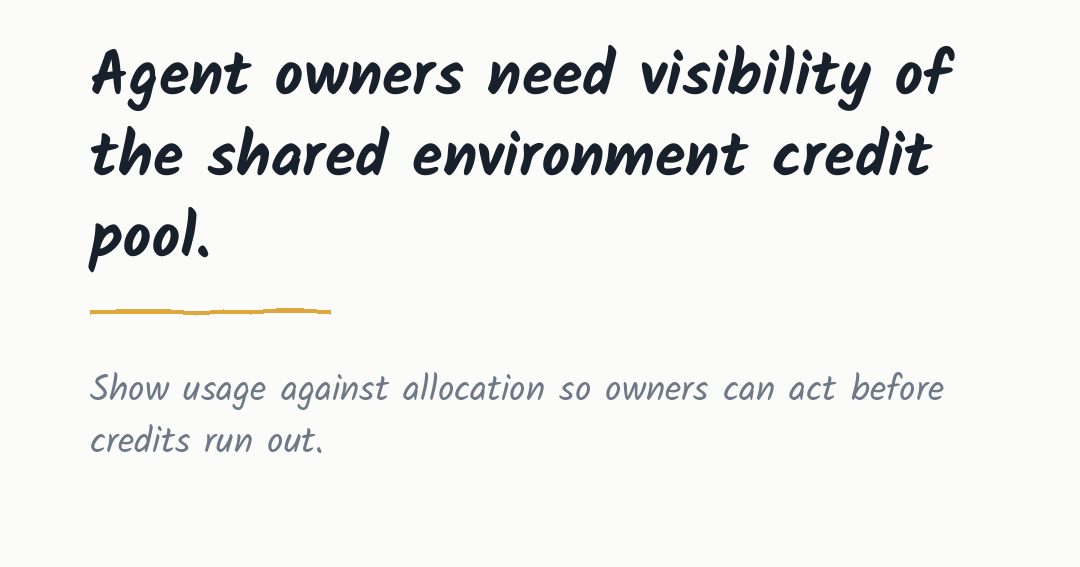 Agent owners need visibility of
the shared environment credit
pool.
Show usage against allocation so owners can act before
credits run out.